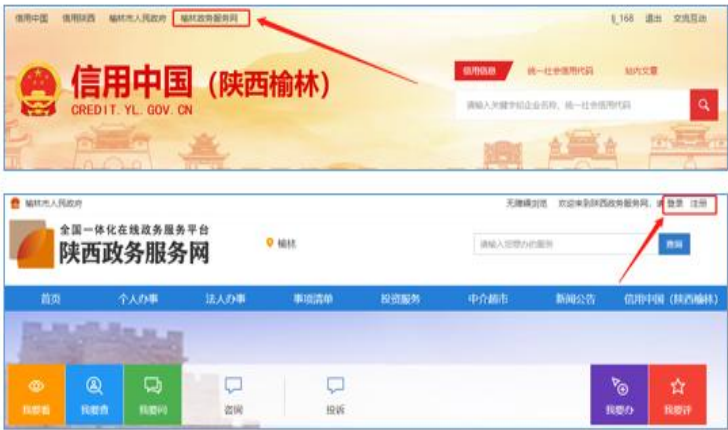 信用中国 信用陕西 榆林市人民政府 榆林政务服务网
lj_168 退出 交流互动
信用中国（陕西榆林）
CREDIT. YL. GOV. CN
信用信息 统一社会信用代码 站内文章
请输入关键字如企业名称、统一社会信用代码
榆林市人民政府
无障碍浏览 欢迎来到陕西政务服务网，请 登录 注册
全国一体化在线政务服务平台
陕西政务服务网
榆林
请输入您想办的服务
查询
首页 个人办事 法人办事 事项清单 投资服务 中介超市 新闻公告 信用中国（陕西榆林）
我要看 我要查 我要问 咨询 投诉 我要办 我要评